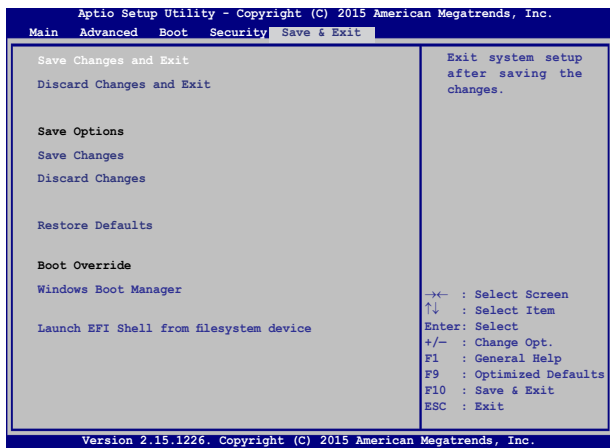 Aptio Setup Utility - Copyright (C) 2015 American Megatrends, Inc.
Main Advanced Boot Security Save & Exit
Save Changes and Exit
Discard Changes and Exit
Save Options
Save Changes
Discard Changes
Restore Defaults
Boot Override
Windows Boot Manager
Launch EFI Shell from filesystem device
Exit system setup
after saving the
changes.
→← : Select Screen
↑↓ : Select Item
Enter: Select
+/— : Change Opt.
F1 : General Help
F9 : Optimized Defaults
F10 : Save & Exit
ESC : Exit
Version 2.15.1226. Copyright (C) 2015 American Megatrends, Inc.